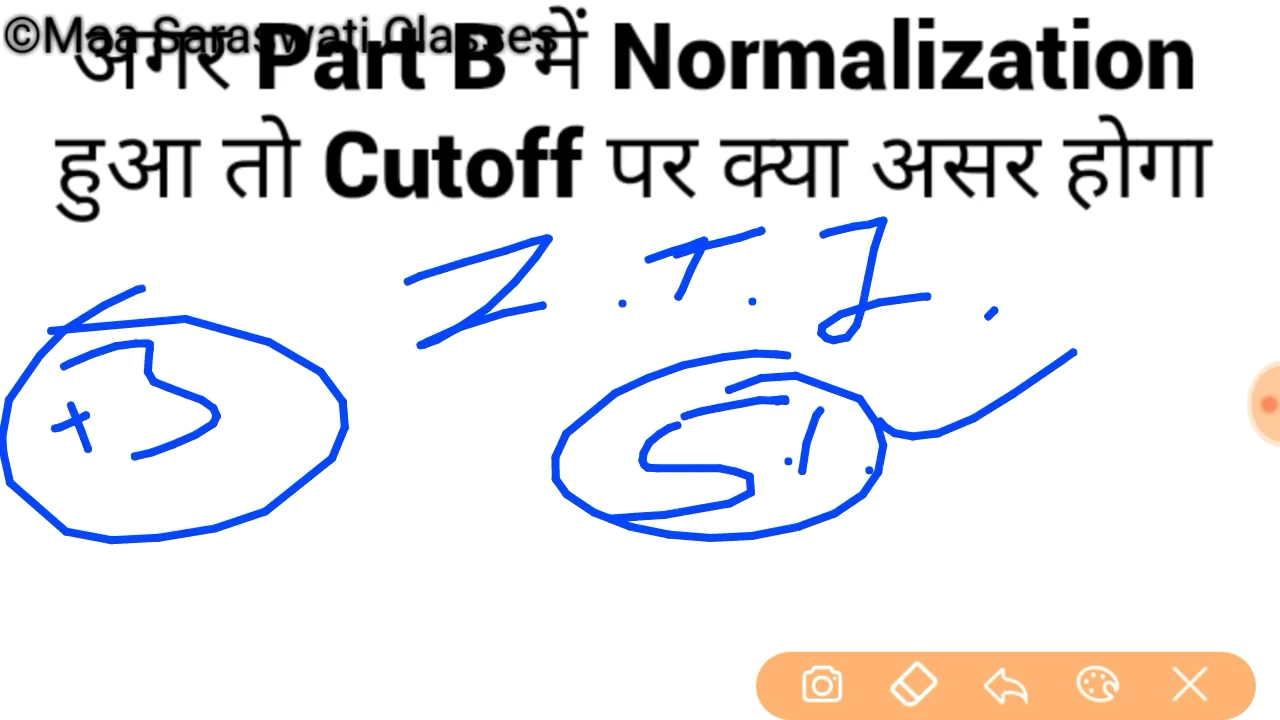 ©Maa Saraswati Classes
अगर Part B में Normalization
हुआ तो Cutoff पर क्या असर होगा
I.T.I.
+3
5.1.